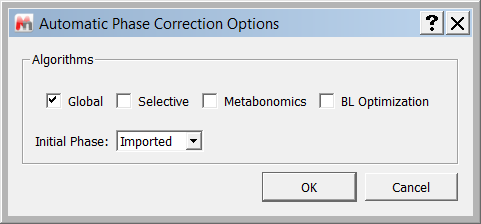 Automatic Phase Correction Options
?
Algorithms
Global Selective Metabonomics BL Optimization
Initial Phase: Imported
OK Cancel